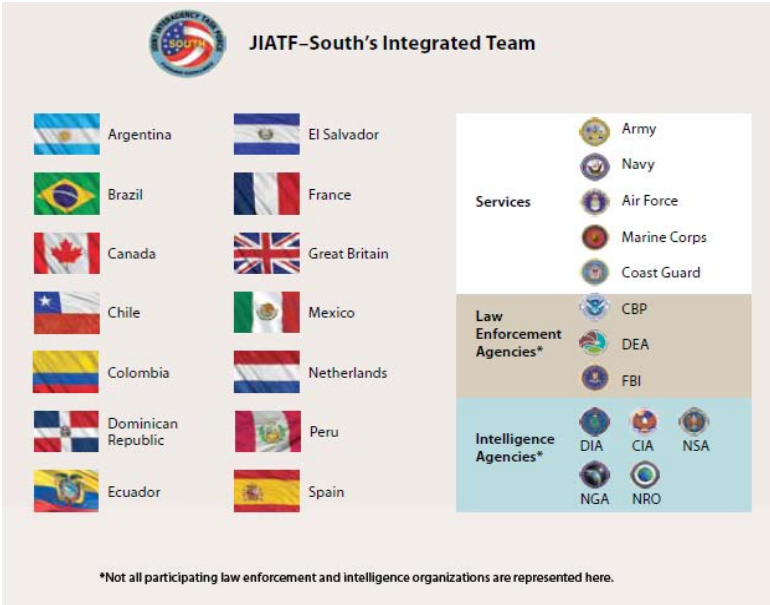 JIATF–South's Integrated Team
SOUTH
Argentina
Brazil
Canada
Chile
Colombia
Dominican
Republic
Ecuador
El Salvador
France
Great Britain
Mexico
Netherlands
Peru
Spain
Services
Army
Navy
Air Force
Marine Corps
Coast Guard
Law
Enforcement
Agencies*
CBP
DEA
FBI
Intelligence
Agencies*
DIA CIA NSA
NGA NRO
*Not all participating law enforcement and intelligence organizations are represented here.